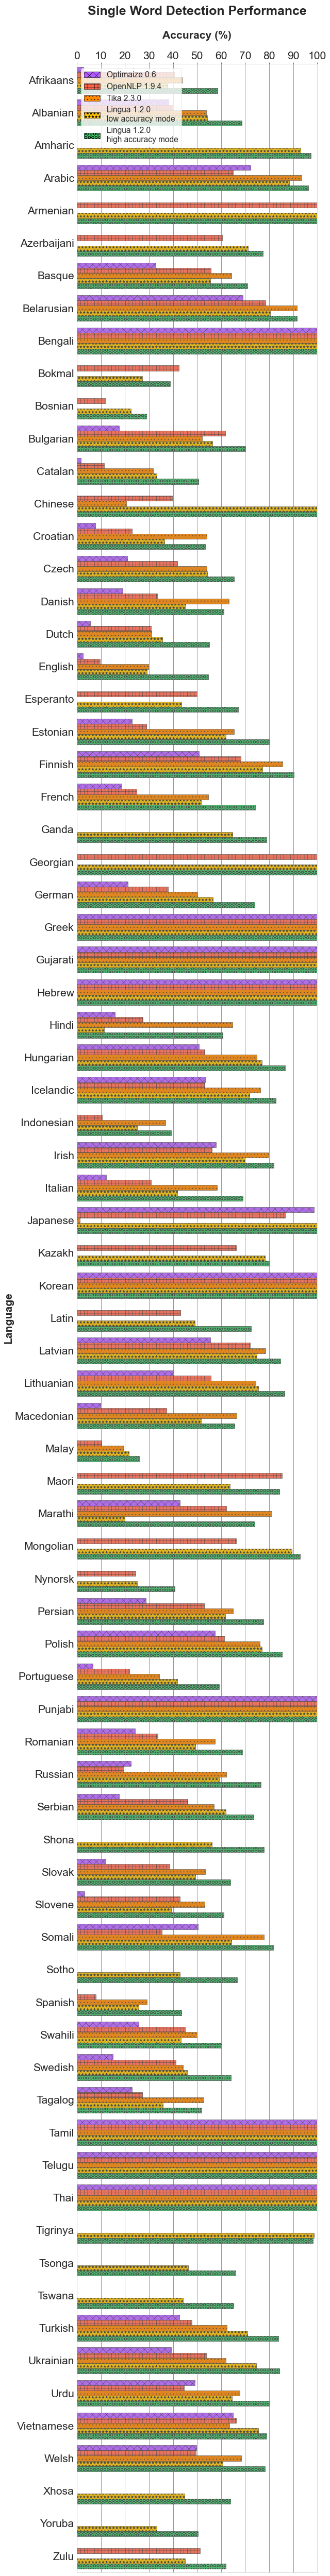 Single Word Detection Performance
Accuracy (%)
0 10 20 30 40 50 60 70 80 90 100
Optimaize 0.6
OpenNLP 1.9.4
Tika 2.3.0
Lingua 1.2.0
low accuracy mode
Lingua 1.2.0
high accuracy mode
Language
Afrikaans
Albanian
Amharic
Arabic
Armenian
Azerbaijani
Basque
Belarusian
Bengali
Bokmal
Bosnian
Bulgarian
Catalan
Chinese
Croatian
Czech
Danish
Dutch
English
Esperanto
Estonian
Finnish
French
Ganda
Georgian
German
Greek
Gujarati
Hebrew
Hindi
Hungarian
Icelandic
Indonesian
Irish
Italian
Japanese
Kazakh
Korean
Latin
Latvian
Lithuanian
Macedonian
Malay
Maori
Marathi
Mongolian
Nynorsk
Persian
Polish
Portuguese
Punjabi
Romanian
Russian
Serbian
Shona
Slovak
Slovene
Somali
Sotho
Spanish
Swahili
Swedish
Tagalog
Tamil
Telugu
Thai
Tigrinya
Tsonga
Tswana
Turkish
Ukrainian
Urdu
Vietnamese
Welsh
Xhosa
Yoruba
Zulu